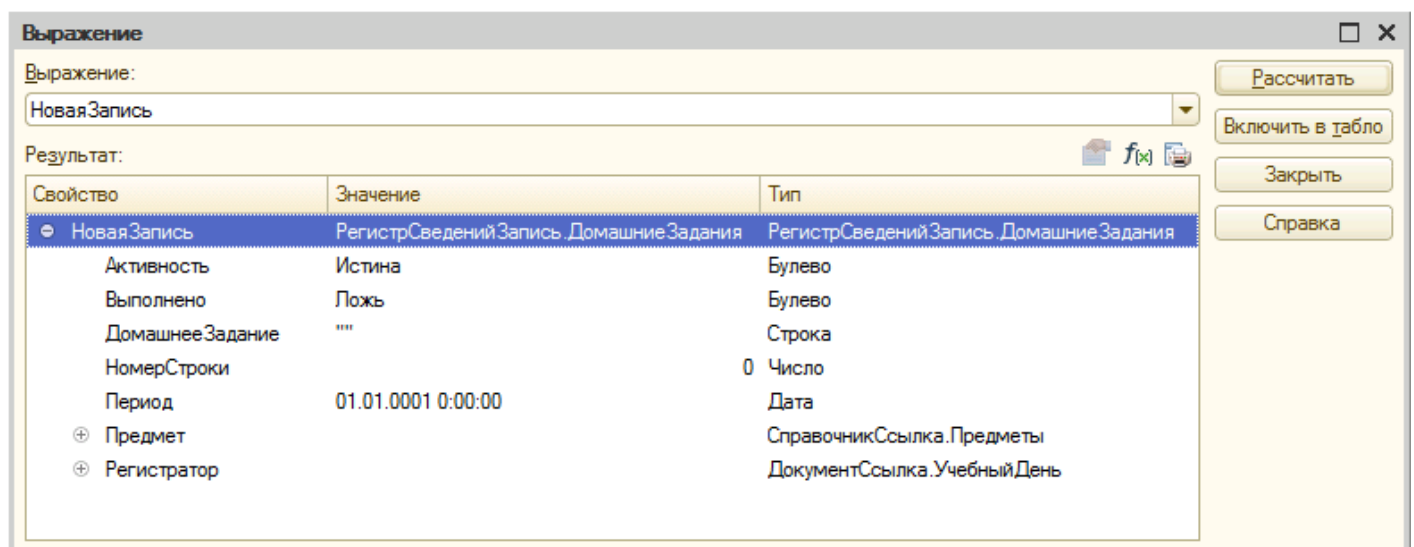 Выражение
Выражение:
Рассчитать
НоваяЗапись
Включить в табло
Результат:
f(x)
Закрыть
Свойство Значение Тип
Справка
НоваяЗапись РегистрСведенийЗапись.ДомашниеЗадания РегистрСведенийЗапись.ДомашниеЗадания
Активность Истина Булево
Выполнено Ложь Булево
ДомашнееЗадание "" Строка
НомерСтроки 0 Число
Период 01.01.0001 0:00:00 Дата
Предмет СправочникСсылка.Предметы
Регистратор ДокументСсылка.УчебныйДень